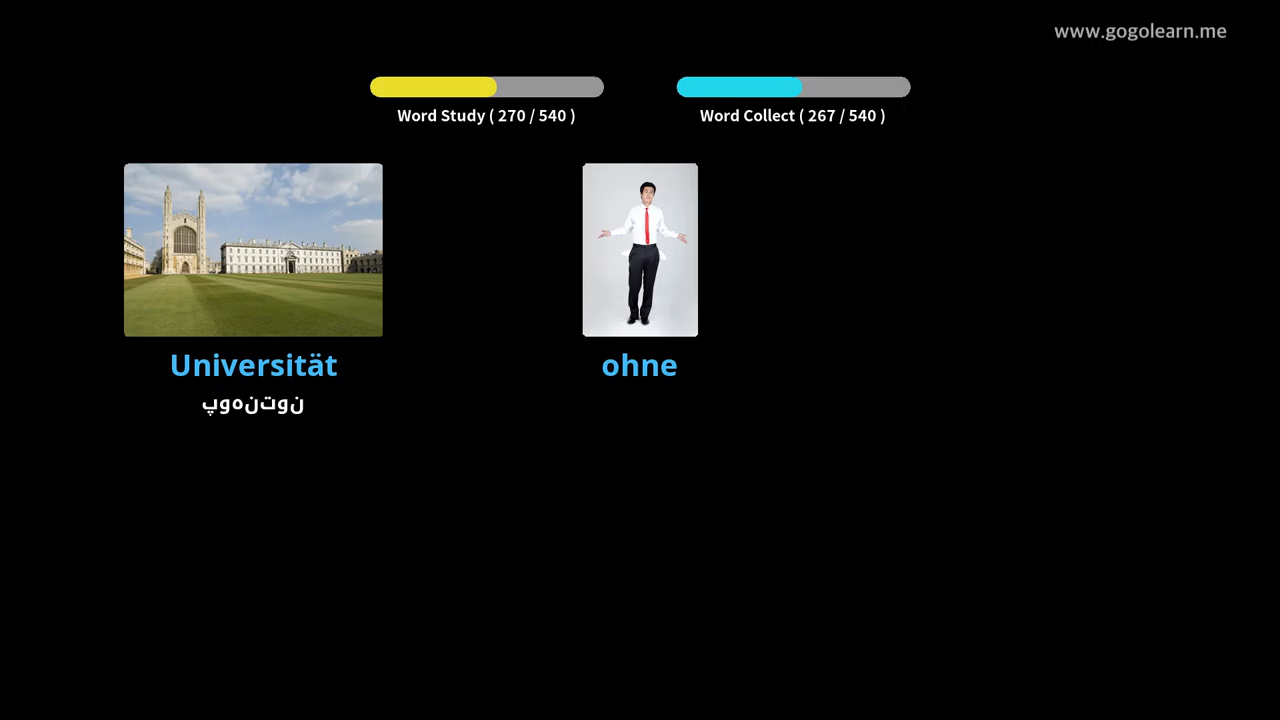 www.gogolearn.me
Word Study ( 270 / 540 )
Word Collect ( 267 / 540 )
Universität
ohne
پوهنتون